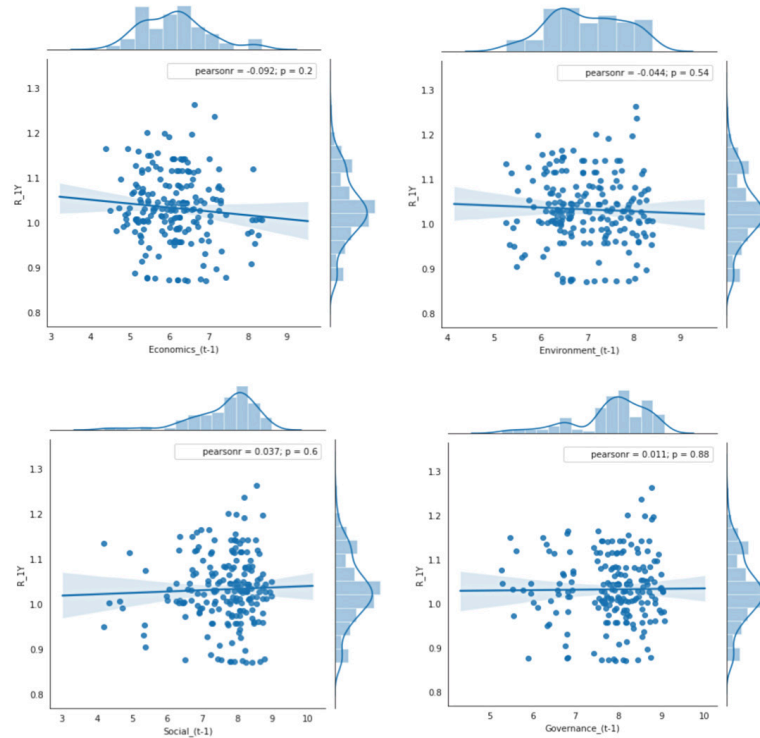 pearsonr = -0.092; p = 0.2
1.3
1.2
1.1
1.0
0.9
0.8
R_1Y
3 4 5 6 7 8 9
Economics_(t-1)
pearsonr = -0.044; p = 0.54
1.3
1.2
1.1
1.0
0.9
0.8
R_1Y
4 5 6 7 8 9
Environment_(t-1)
pearsonr = 0.037; p = 0.6
1.3
1.2
1.1
1.0
0.9
0.8
R_1Y
3 4 5 6 7 8 9 10
Social_(t-1)
pearsonr = 0.011; p = 0.88
1.3
1.2
1.1
1.0
0.9
0.8
R_1Y
5 6 7 8 9 10
Governance_(t-1)